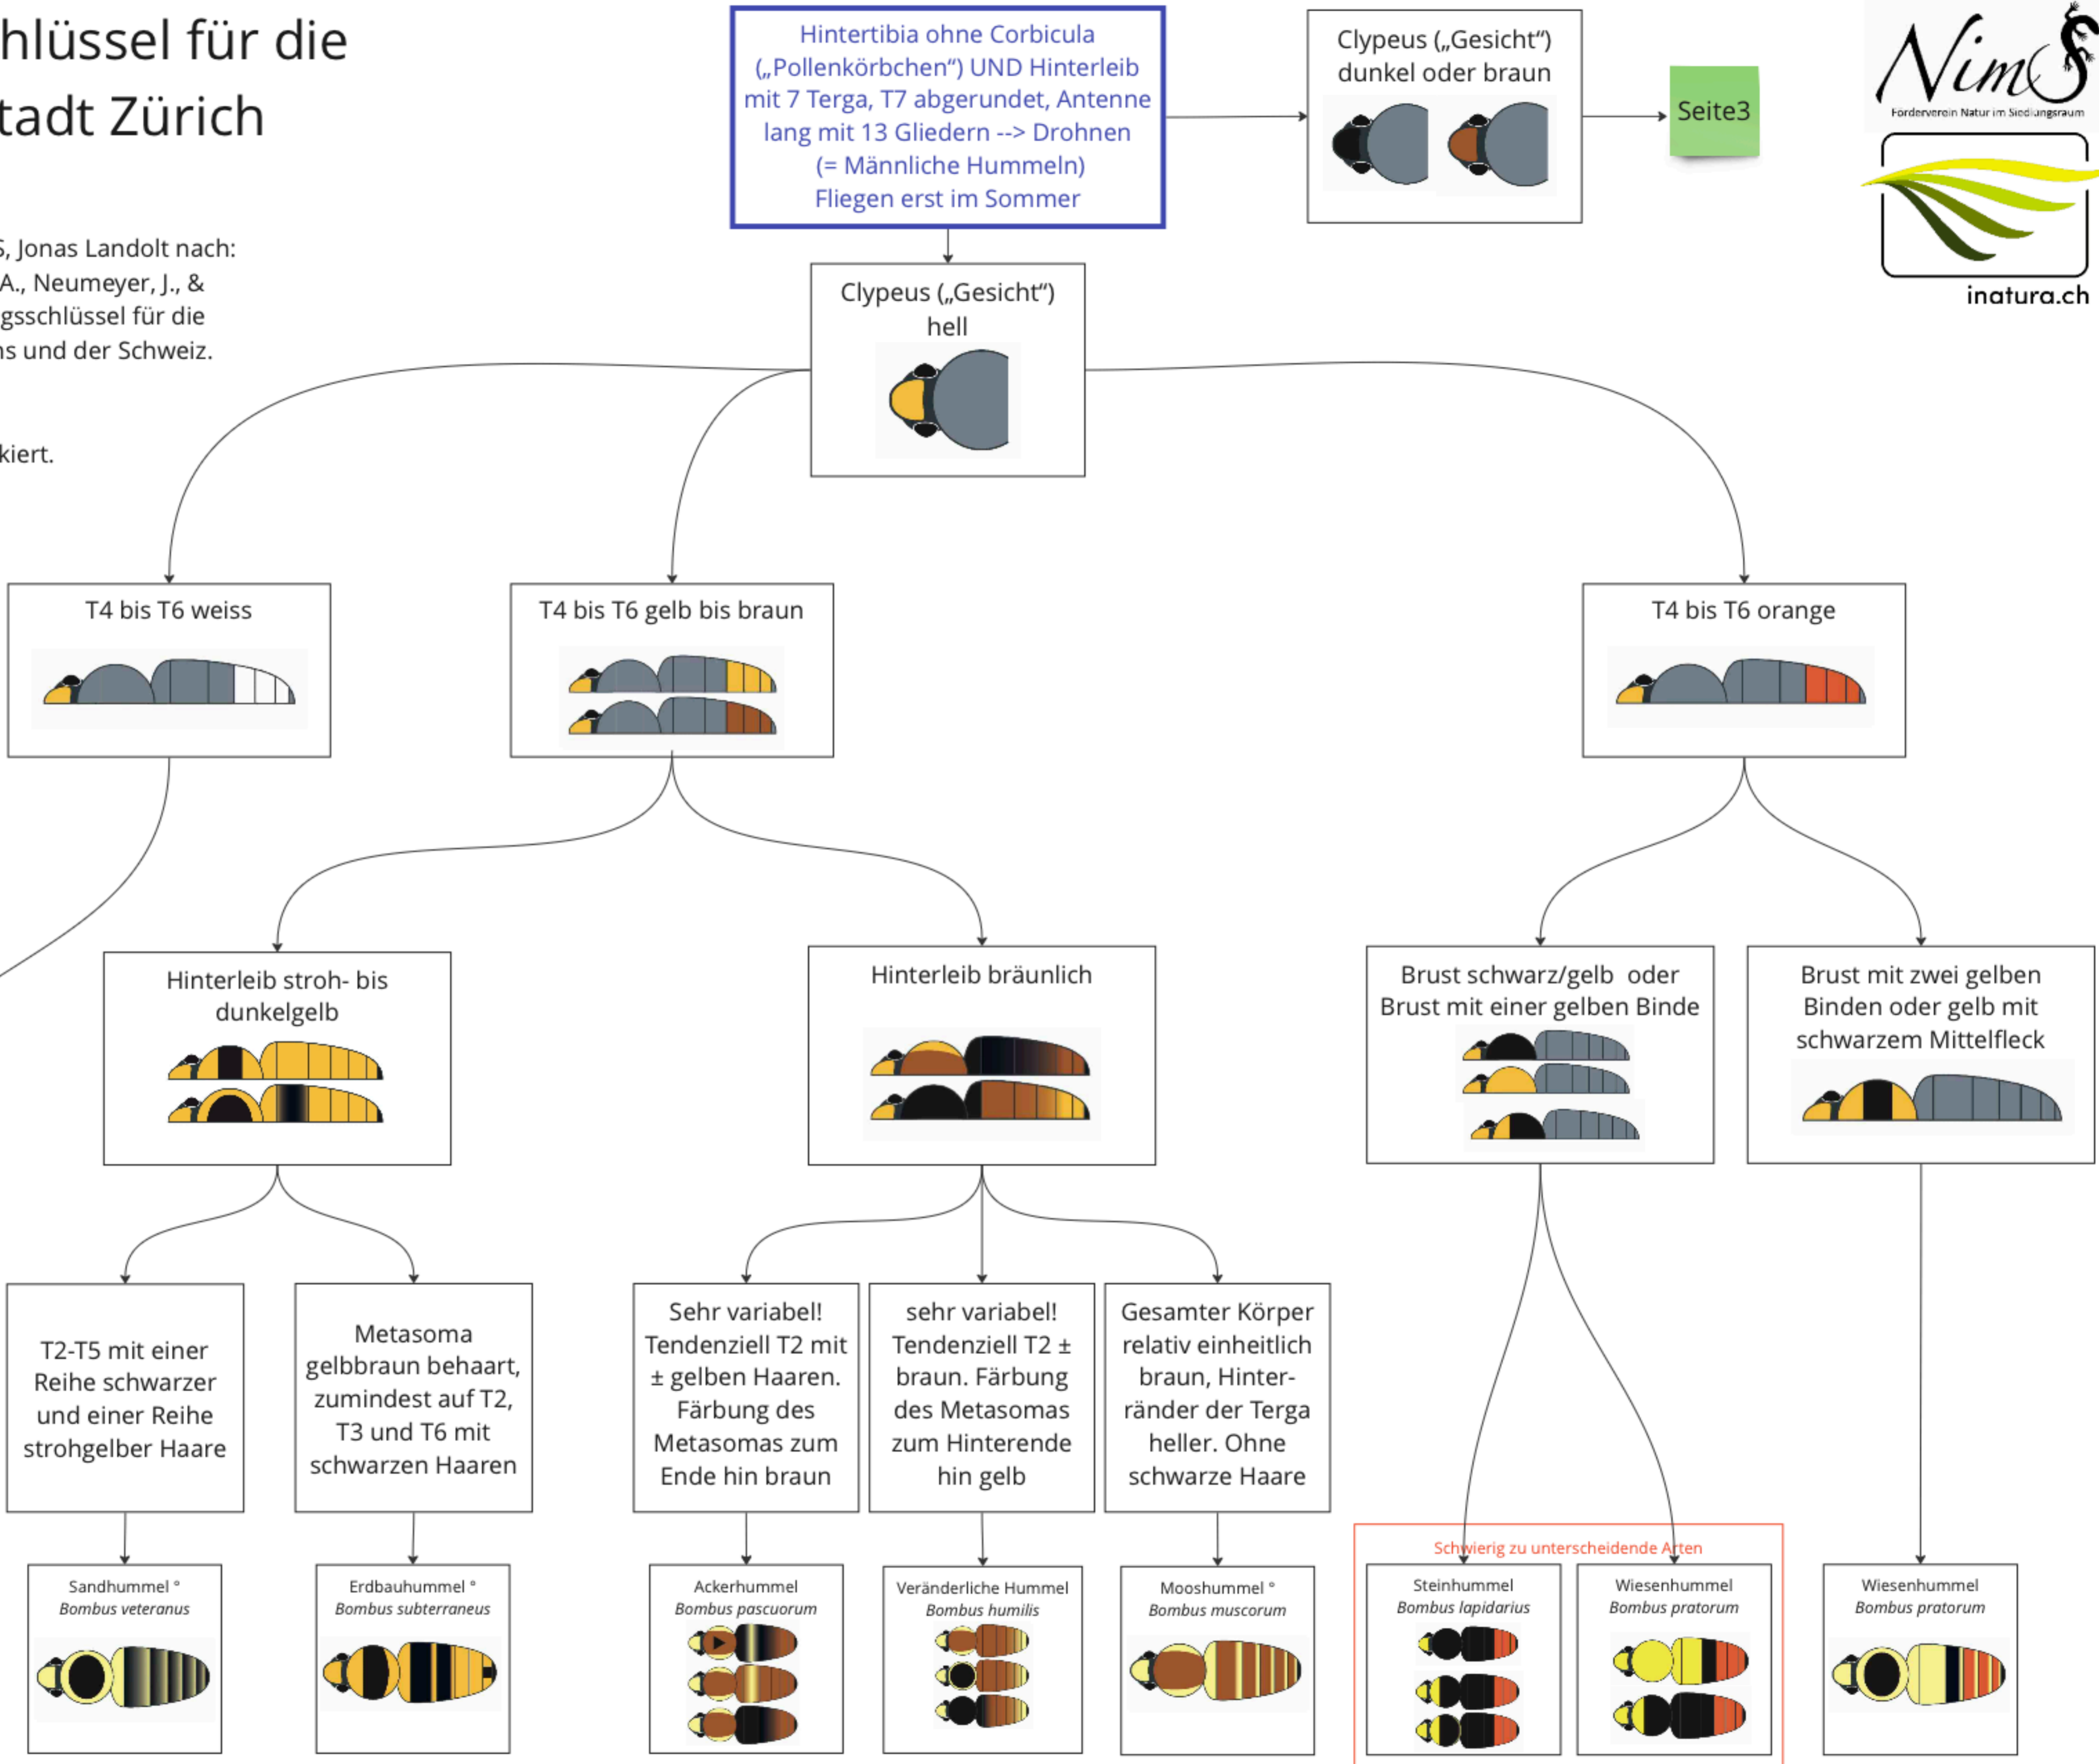 hlüssel für die
tadt Zürich
S, Jonas Landolt nach:
A., Neumeyer, J., &
gsschlüssel für die
ns und der Schweiz.
kiert.
Hintertibia ohne Corbicula
(„Pollenkörbchen“) UND Hinterleib
mit 7 Terga, T7 abgerundet, Antenne
lang mit 13 Gliedern --> Drohnen
(= Männliche Hummeln)
Fliegen erst im Sommer
Clypeus („Gesicht“)
dunkel oder braun
Seite3
NimS
Förderverein Natur im Siedlungsraum
inatura.ch
Clypeus („Gesicht“)
hell
T4 bis T6 weiss
T4 bis T6 gelb bis braun
T4 bis T6 orange
Hinterleib stroh- bis
dunkelgelb
Hinterleib bräunlich
Brust schwarz/gelb oder
Brust mit einer gelben Binde
Brust mit zwei gelben
Binden oder gelb mit
schwarzem Mittelfleck
T2-T5 mit einer
Reihe schwarzer
und einer Reihe
strohgelber Haare
Metasoma
gelbbraun behaart,
zumindest auf T2,
T3 und T6 mit
schwarzen Haaren
Sehr variabel!
Tendenziell T2 mit
± gelben Haaren.
Färbung des
Metasomas zum
Ende hin braun
sehr variabel!
Tendenziell T2 ±
braun. Färbung
des Metasomas
zum Hinterende
hin gelb
Gesamter Körper
relativ einheitlich
braun, Hinter-
ränder der Terga
heller. Ohne
schwarze Haare
Schwierig zu unterscheidende Arten
Sandhummel °
Bombus veteranus
Erdbauhummel °
Bombus subterraneus
Ackerhummel
Bombus pascuorum
Veränderliche Hummel
Bombus humilis
Mooshummel °
Bombus muscorum
Steinhummel
Bombus lapidarius
Wiesenhummel
Bombus pratorum
Wiesenhummel
Bombus pratorum